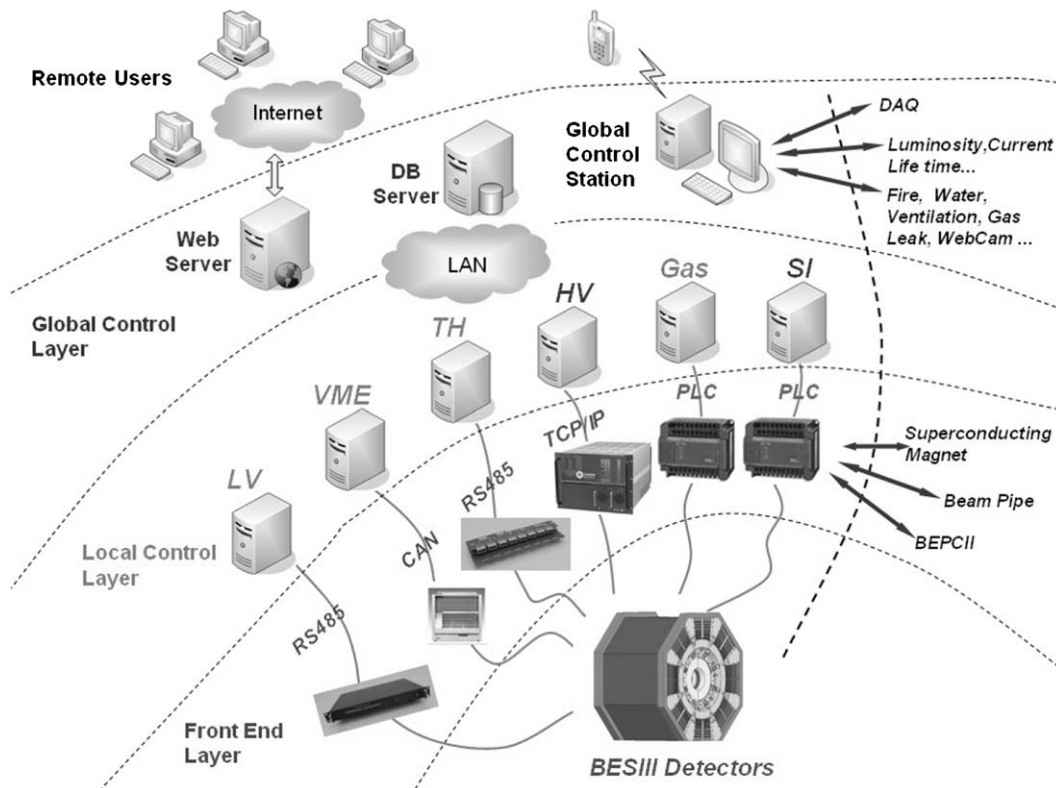 Remote Users
Internet
Global
Control
Station
DAQ
Luminosity,Current
Life time...
Fire, Water,
Ventilation, Gas
Leak, WebCam ...
DB
Server
Web
Server
LAN
Global Control
Layer
Gas
SI
HV
TH
VME
LV
PLC
PLC
TCP/IP
RS485
CAN
RS485
Superconducting
Magnet
Beam Pipe
BEPCII
Local Control
Layer
Front End
Layer
BESIII Detectors